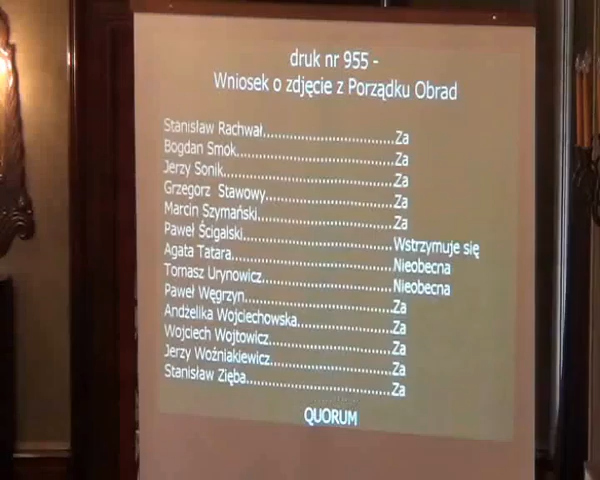 druk nr 955 -
Wniosek o zdjęcie z Porządku Obrad
Stanisław Rachwał..............................Za
Bogdan Smok..............................Za
Jerzy Sonik..............................Za
Grzegorz Stawowy..............................Za
Marcin Szymański..............................Za
Paweł Ścigalski..............................Wstrzymuje się
Agata Tatara..............................Nieobecna
Tomasz Urynowicz..............................Nieobecna
Paweł Węgrzyn..............................Za
Andżelika Wojciechowska..............................Za
Wojciech Wojtowicz..............................Za
Jerzy Woźniakiewicz..............................Za
Stanisław Zięba..............................Za
QUORUM